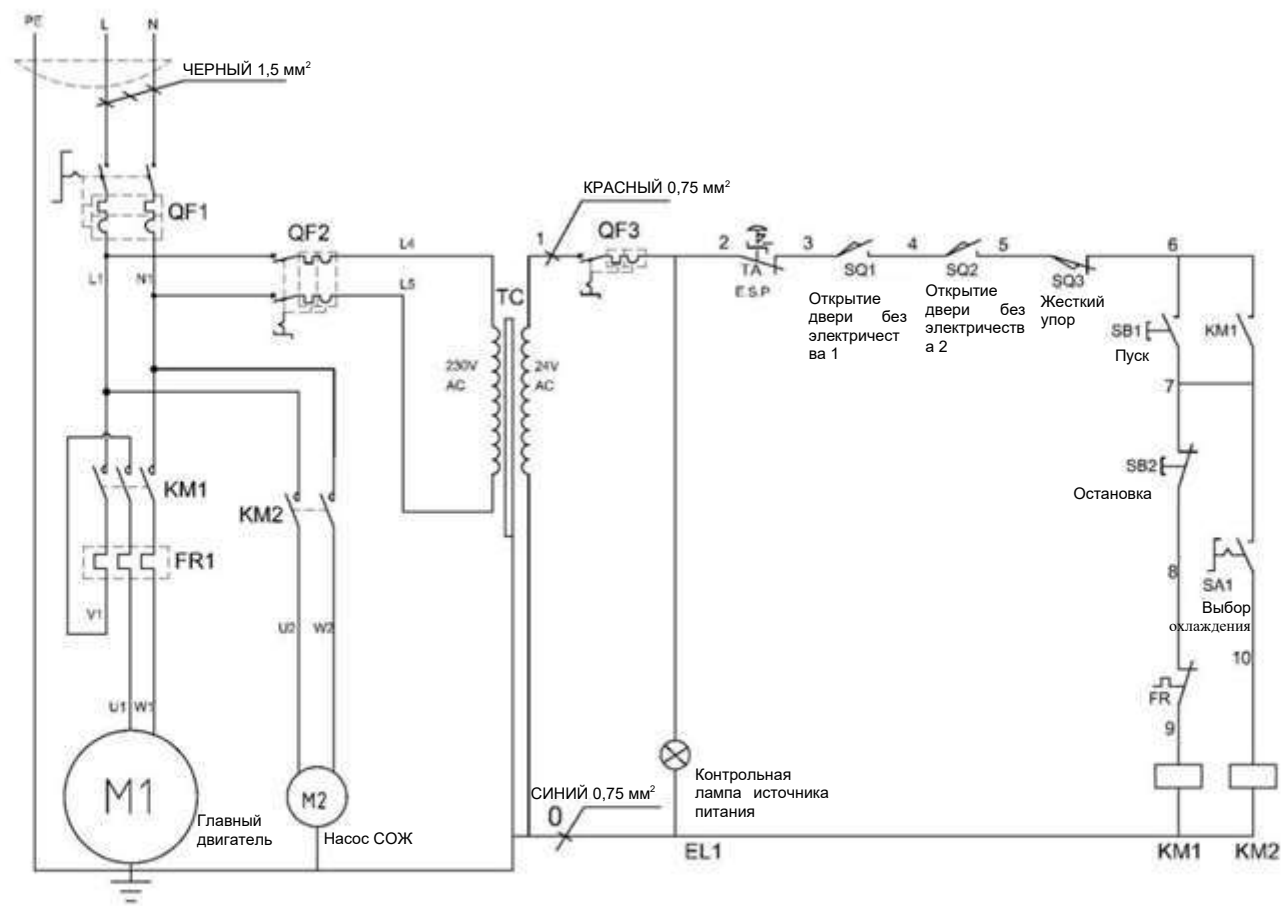 PE L N
ЧЕРНЫЙ 1,5 мм²
QF1
КРАСНЫЙ 0,75 мм²
QF2
L4
L1 N1
L5
TC
230V
AC
24V
AC
1
QF3
2
TA
E.S.P
3
SQ1
Открытие
двери без
электричест
ва 1
4
SQ2
Открытие
двери без
электричеств
а 2
5
SQ3
Жесткий
упор
6
SB1
Пуск
KM1
7
SB2
Остановка
8
SA1
Выбор
охлаждения
10
FR
9
KM1
KM2
FR1
V1
U2 W2
U1 W1
M1
Главный
двигатель
M2
Насос СОЖ
СИНИЙ 0,75 мм²
0
Контрольная
лампа источника
питания
EL1
KM1 KM2